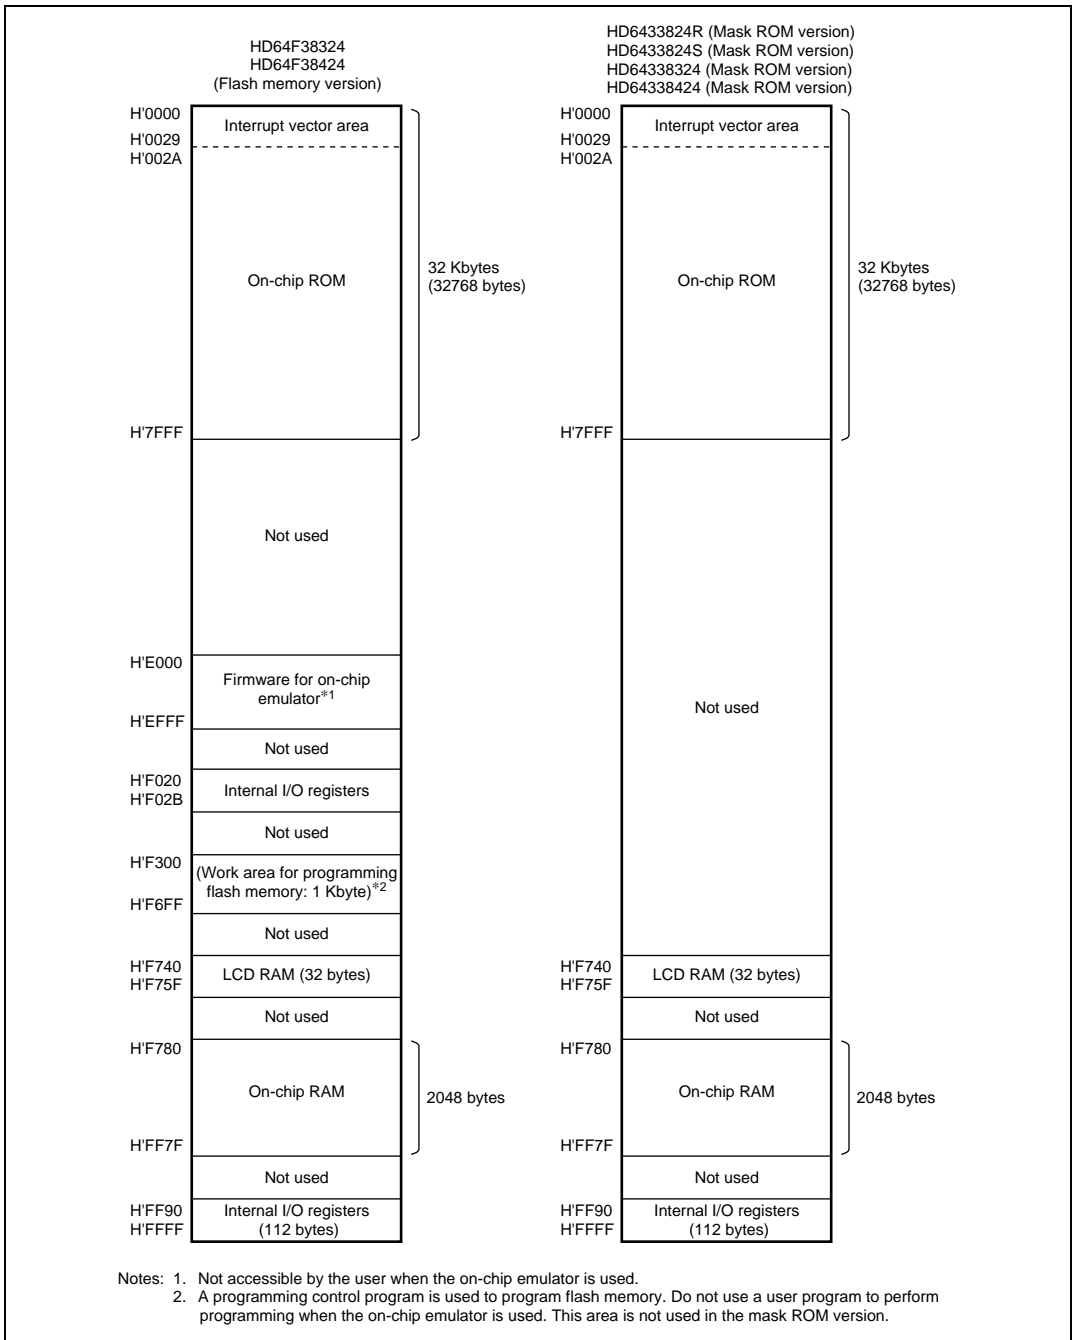 HD64F38324
HD64F38424
(Flash memory version)
H'0000
Interrupt vector area
H'0029
H'002A
On-chip ROM
32 Kbytes
(32768 bytes)
H'7FFF
Not used
H'E000
Firmware for on-chip
emulator*1
H'EFFF
Not used
H'F020
Internal I/O registers
H'F02B
Not used
H'F300
(Work area for programming
flash memory: 1 Kbyte)*2
H'F6FF
Not used
H'F740
LCD RAM (32 bytes)
H'F75F
Not used
H'F780
On-chip RAM
2048 bytes
H'FF7F
Not used
H'FF90
Internal I/O registers
H'FFFF
(112 bytes)
HD6433824R (Mask ROM version)
HD6433824S (Mask ROM version)
HD64338324 (Mask ROM version)
HD64338424 (Mask ROM version)
H'0000
Interrupt vector area
H'0029
H'002A
On-chip ROM
32 Kbytes
(32768 bytes)
H'7FFF
Not used
H'F740
LCD RAM (32 bytes)
H'F75F
Not used
H'F780
On-chip RAM
2048 bytes
H'FF7F
Not used
H'FF90
Internal I/O registers
H'FFFF
(112 bytes)
Notes: 1. Not accessible by the user when the on-chip emulator is used.
2. A programming control program is used to program flash memory. Do not use a user program to perform
programming when the on-chip emulator is used. This area is not used in the mask ROM version.